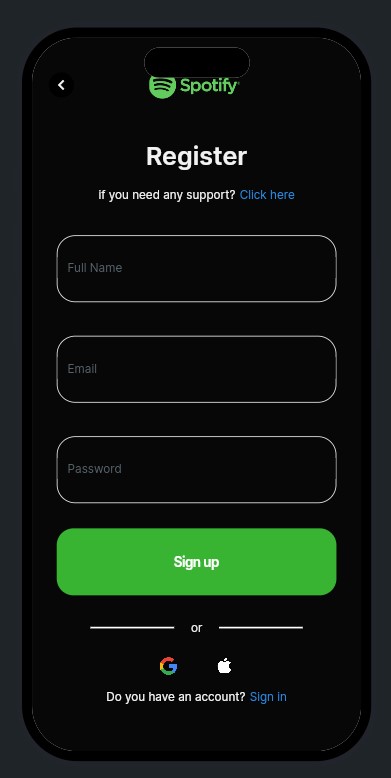 Spotify
Register
If you need any support? Click here
Full Name
Email
Password
Sign up
or
Do you have an account? Sign in